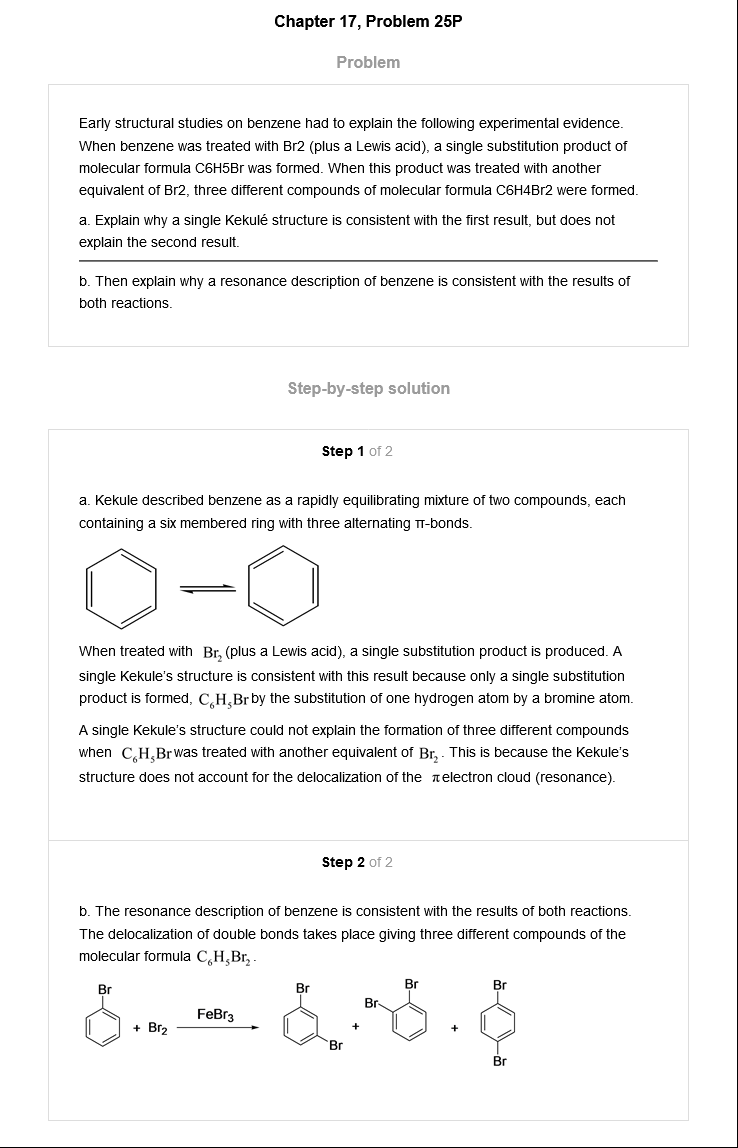 Chapter 17, Problem 25P
Problem
Early structural studies on benzene had to explain the following experimental evidence.
When benzene was treated with Br2 (plus a Lewis acid), a single substitution product of
molecular formula C6H5Br was formed. When this product was treated with another
equivalent of Br2, three different compounds of molecular formula C6H4Br2 were formed.
a. Explain why a single Kekulé structure is consistent with the first result, but does not
explain the second result.
b. Then explain why a resonance description of benzene is consistent with the results of
both reactions.
Step-by-step solution
Step 1 of 2
a. Kekule described benzene as a rapidly equilibrating mixture of two compounds, each
containing a six membered ring with three alternating π-bonds.
When treated with Br₂ (plus a Lewis acid), a single substitution product is produced. A
single Kekule's structure is consistent with this result because only a single substitution
product is formed, C₆H₅Br by the substitution of one hydrogen atom by a bromine atom.
A single Kekule's structure could not explain the formation of three different compounds
when C₆H₅Br was treated with another equivalent of Br₂. This is because the Kekule's
structure does not account for the delocalization of the π electron cloud (resonance).
Step 2 of 2
b. The resonance description of benzene is consistent with the results of both reactions.
The delocalization of double bonds takes place giving three different compounds of the
molecular formula C₆H₅Br₂.
Br Br Br Br
Br
FeBr₃
+ Br₂ + +
Br
Br